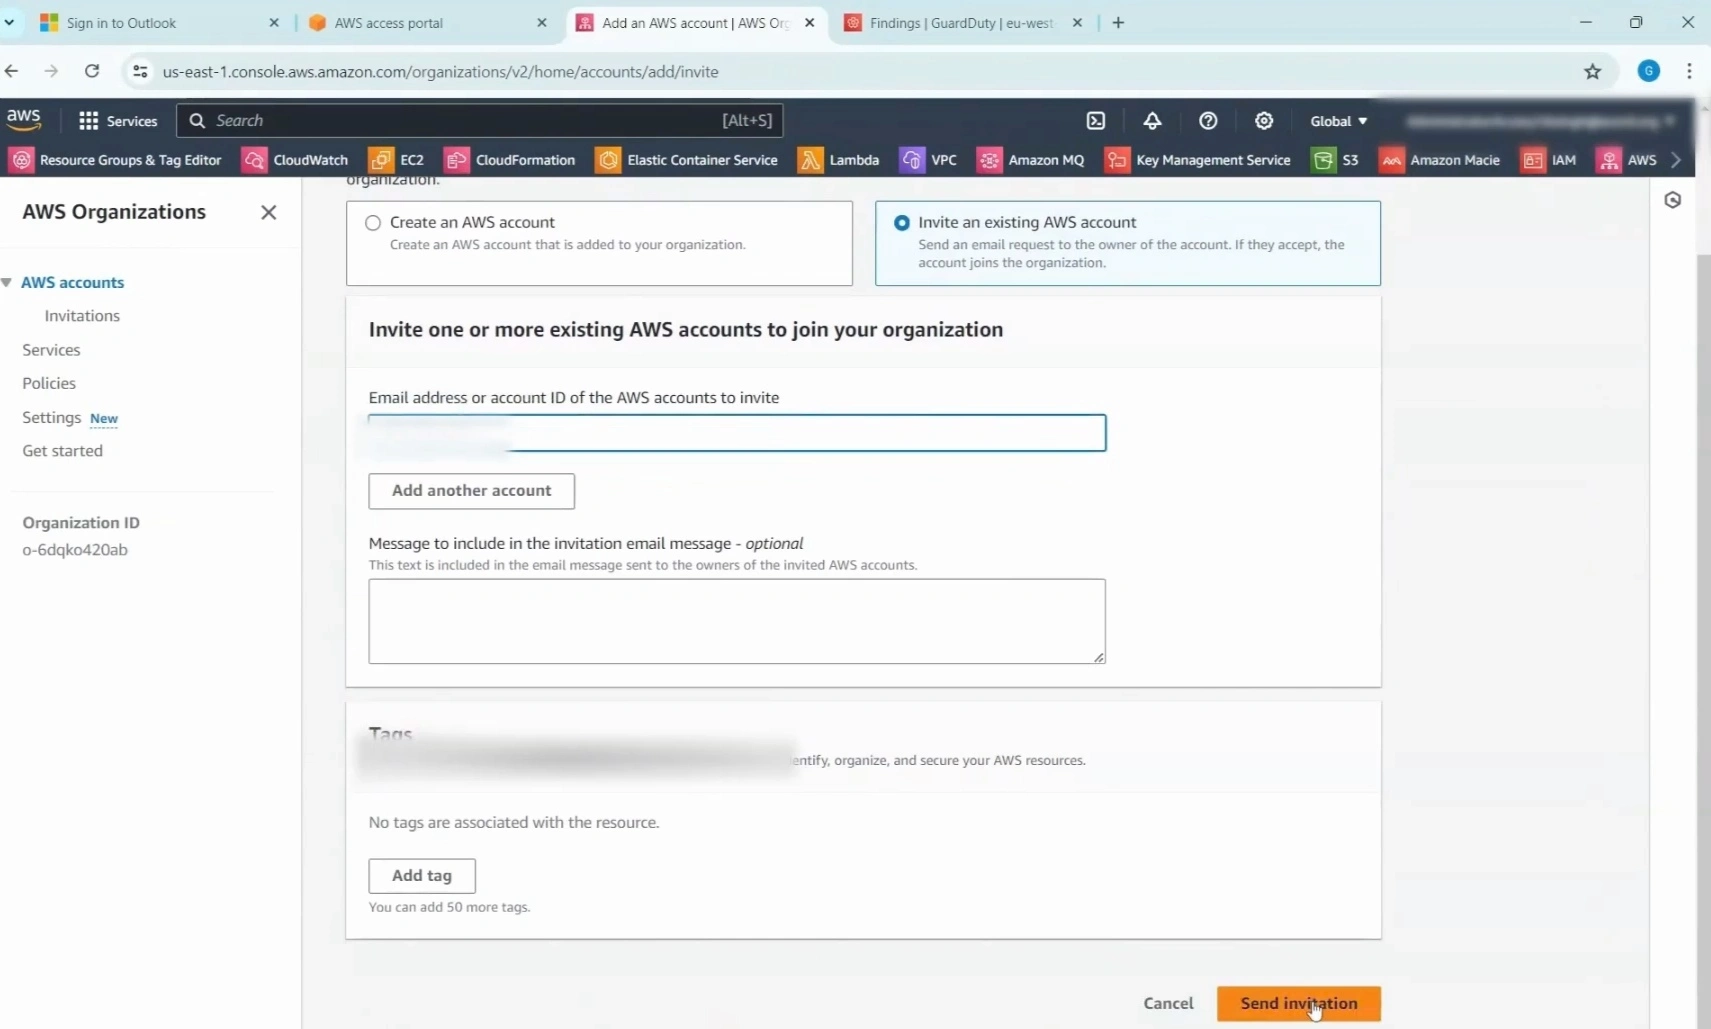 Sign in to Outlook
AWS access portal
Add an AWS account | AWS Org
Findings | GuardDuty | eu-west
us-east-1.console.aws.amazon.com/organizations/v2/home/accounts/add/invite
G
aws
Services
Search
[Alt+S]
Global
Resource Groups & Tag Editor
CloudWatch
EC2
CloudFormation
Elastic Container Service
Lambda
VPC
Amazon MQ
Key Management Service
S3
Amazon Macie
IAM
AWS
AWS Organizations
AWS accounts
Invitations
Services
Policies
Settings New
Get started
Organization ID
o-6dqko420ab
organization.
Create an AWS account
Create an AWS account that is added to your organization.
Invite an existing AWS account
Send an email request to the owner of the account. If they accept, the
account joins the organization.
Invite one or more existing AWS accounts to join your organization
Email address or account ID of the AWS accounts to invite
Add another account
Message to include in the invitation email message - optional
This text is included in the email message sent to the owners of the invited AWS accounts.
Tags
entify, organize, and secure your AWS resources.
No tags are associated with the resource.
Add tag
You can add 50 more tags.
Cancel
Send invitation